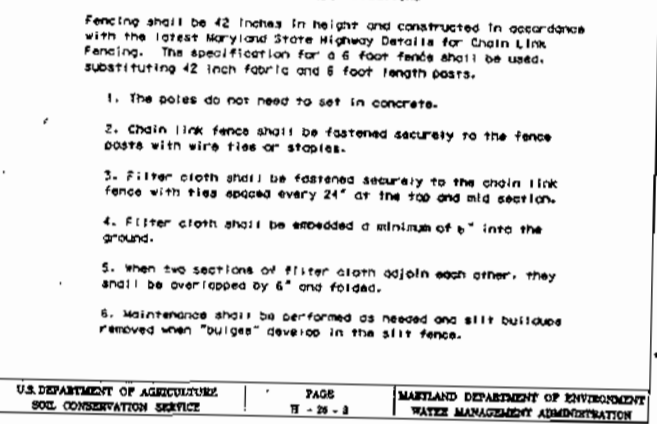 Fencing shall be 42 inches in height and constructed in accordance
with the latest Maryland State Highway Details for Chain Link
Fencing. The specification for a 6 foot fence shall be used,
substituting 42 inch fabric and 6 foot length posts.
1. The poles do not need to set in concrete.
2. Chain link fence shall be fastened securely to the fence
posts with wire ties or staples.
3. Filter cloth shall be fastened securely to the chain link
fence with ties spaced every 24" at the top and mid section.
4. Filter cloth shall be embedded a minimum of 6" into the
ground.
5. When two sections of filter cloth adjoin each other, they
shall be overlapped by 6" and folded.
6. Maintenance shall be performed as needed and silt buildups
removed when "bulges" develop in the silt fence.
U.S. DEPARTMENT OF AGRICULTURE
SOIL CONSERVATION SERVICE
PAGE
H - 26 - 3
MARYLAND DEPARTMENT OF ENVIRONMENT
WATER MANAGEMENT ADMINISTRATION